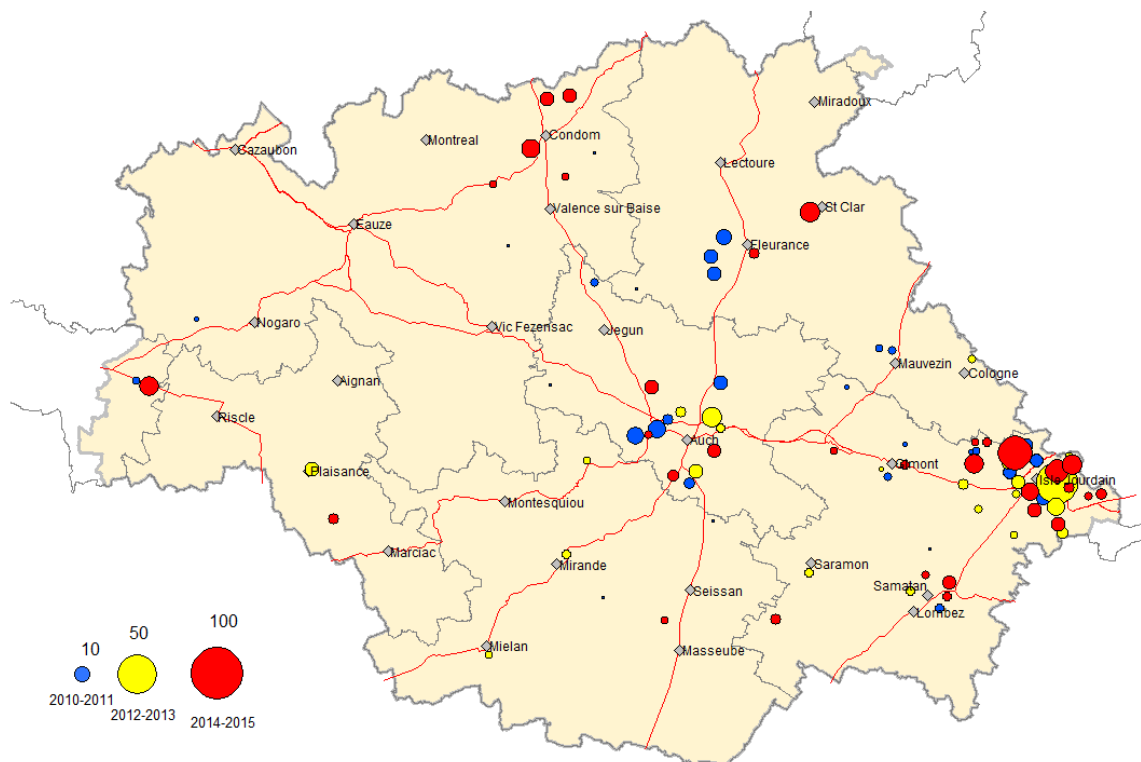 Miradoux
Condom
Montreal
Cazaubon
Lectoure
St Clar
Valence sur Baise
Eauze
Fleurance
Nogaro
Vic Fezensac
Jegun
Mauvezin
Cologne
Aignan
Riscle
Auch
Gimont
Plaisance
Isle Jourdain
Montesquiou
Marciac
Mirande
Saramon
Seissan
Samatan
Lombez
Mielan
Masseube
10
50
100
2010-2011
2012-2013
2014-2015